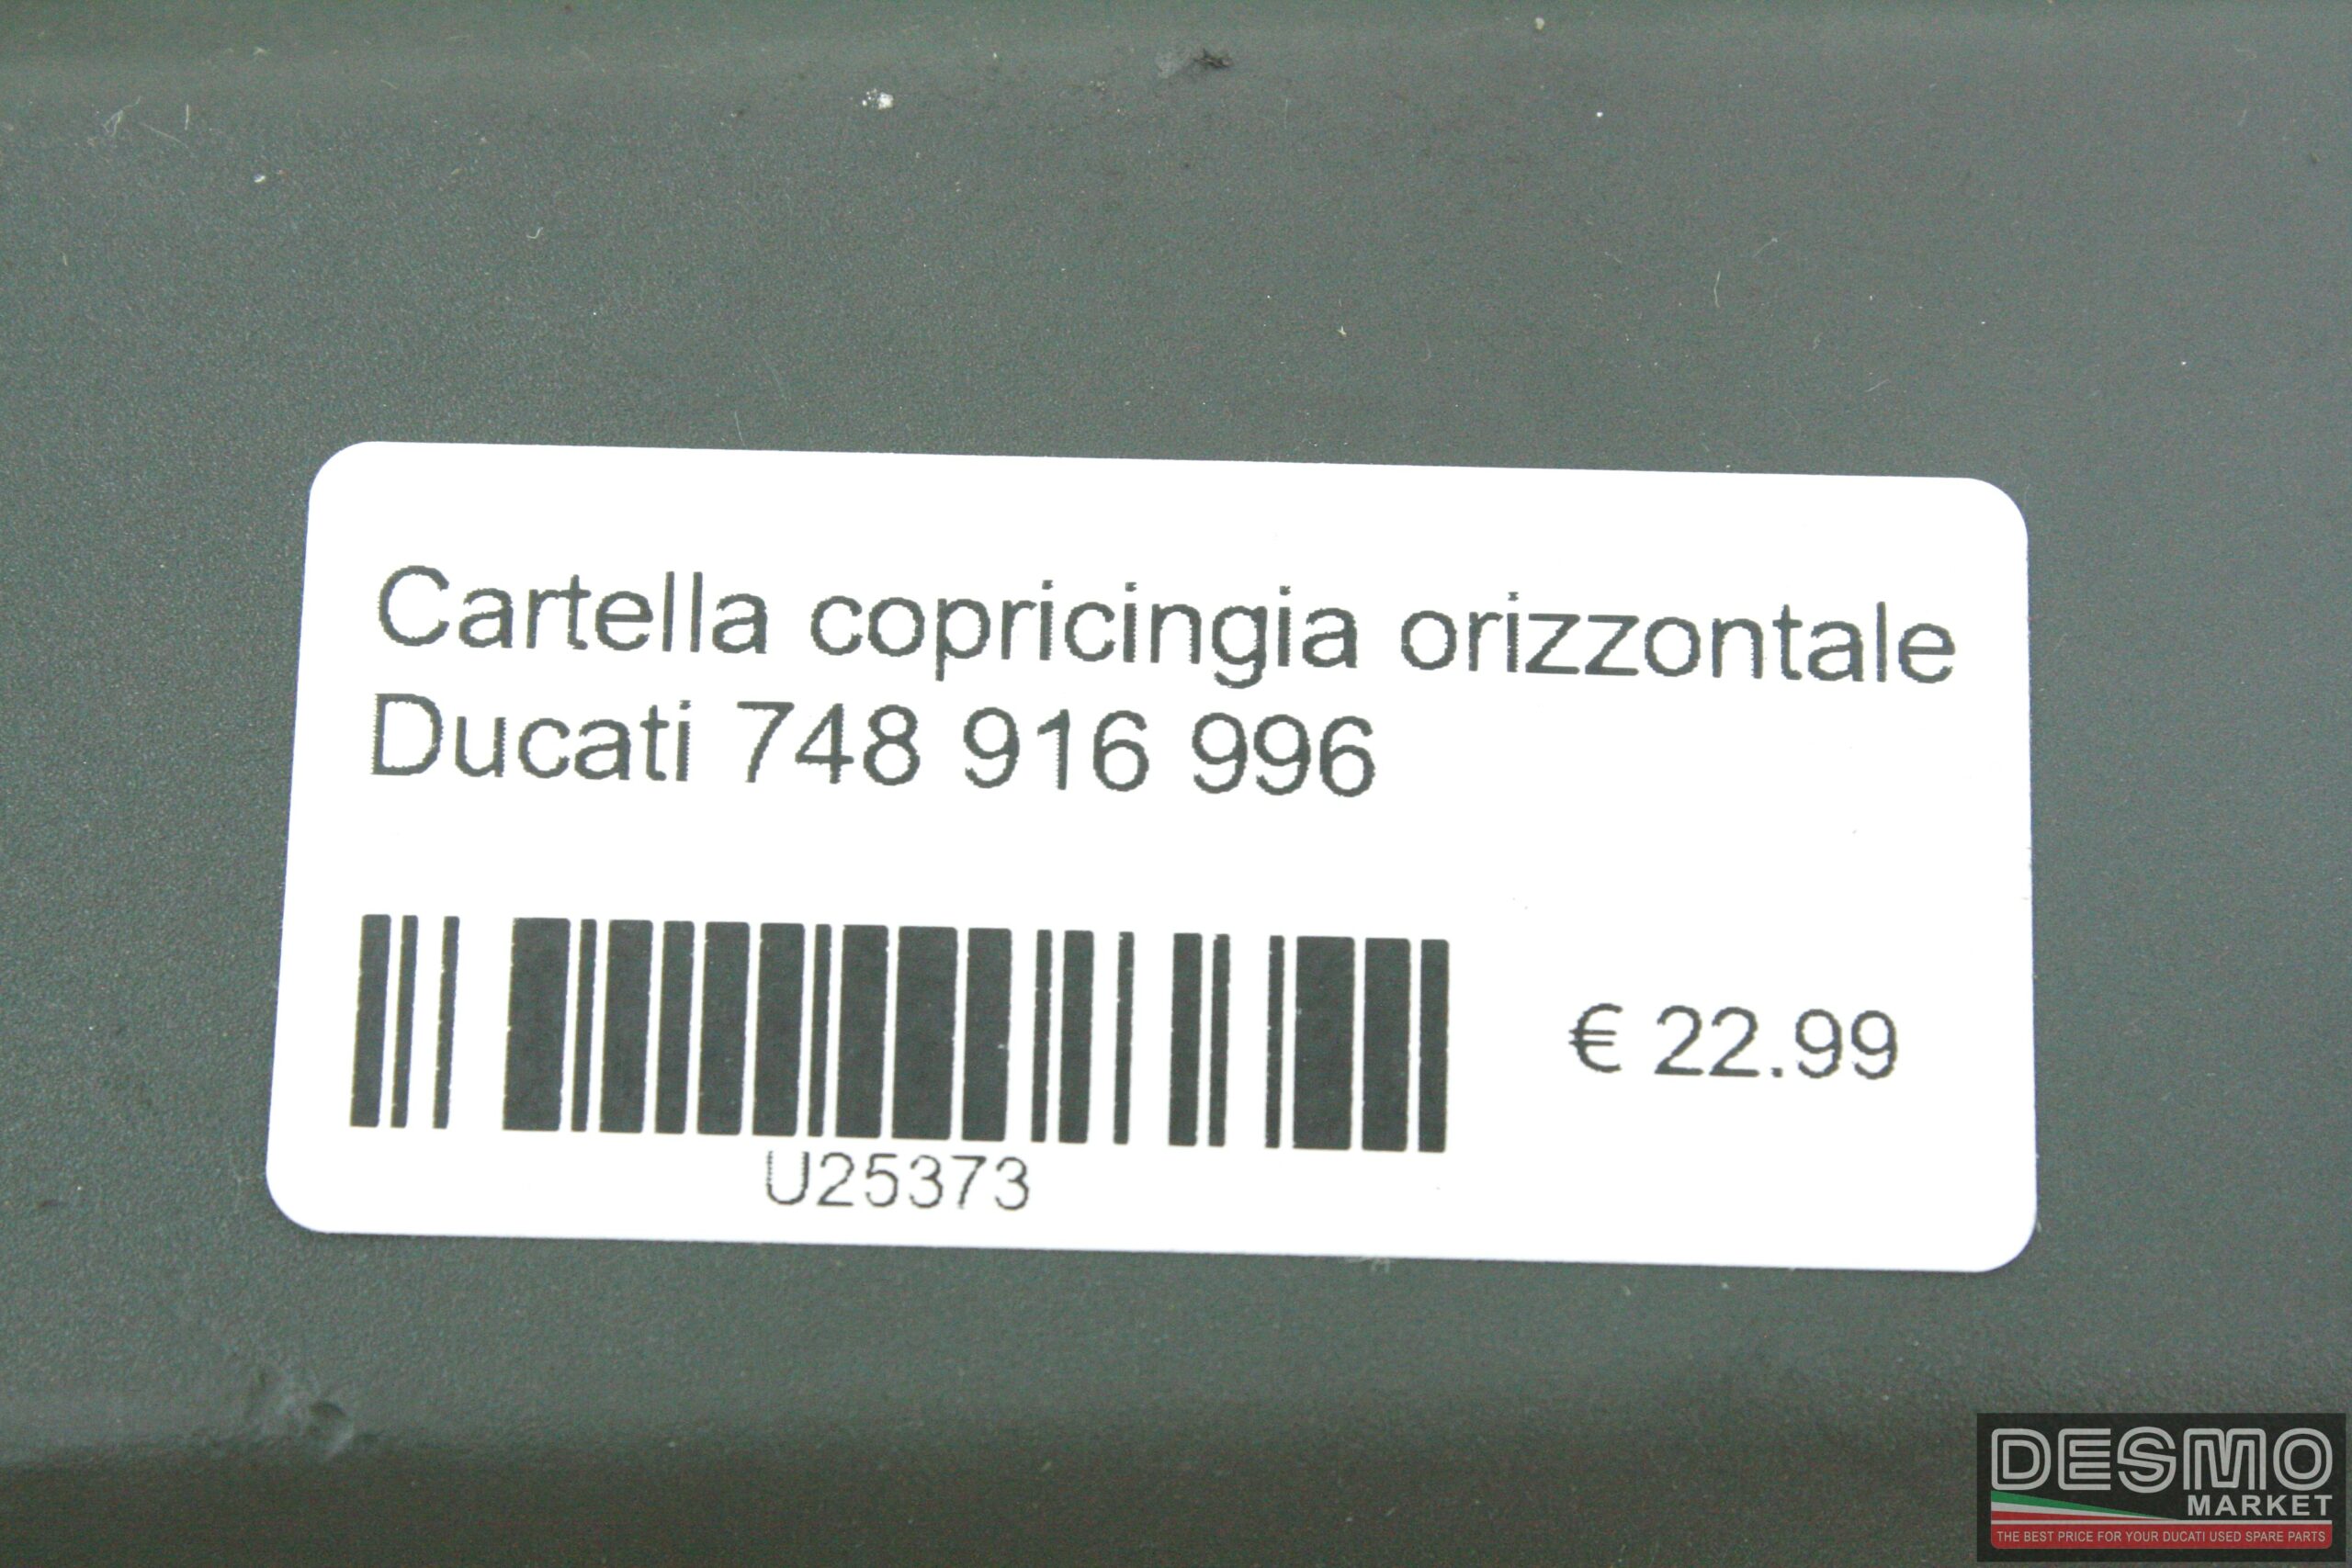 Cartella copricingia orizzontale
Ducati 748 916 996
€ 22.99
U25373
DESMO
MARKET
THE BEST PRICE FOR YOUR DUCATI USED SPARE PARTS